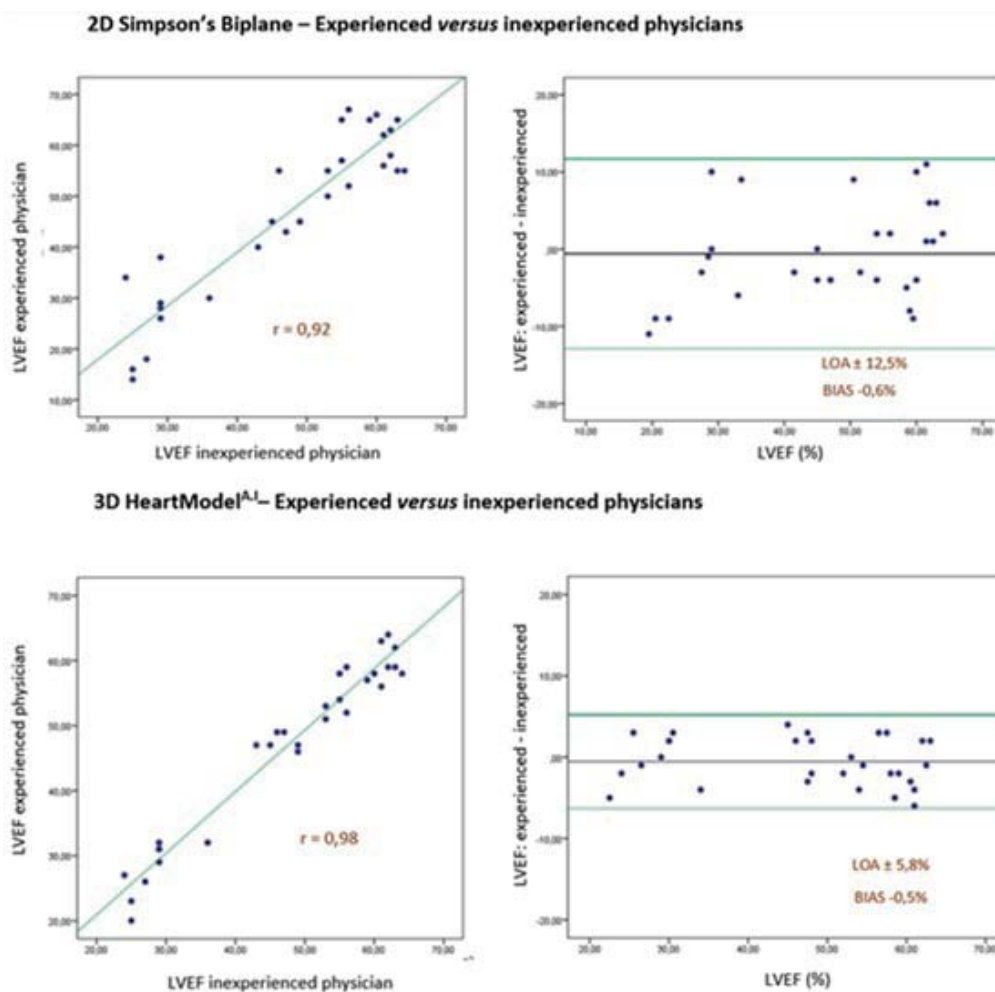 2D Simpson's Biplane – Experienced versus inexperienced physicians
LVEF experienced physician
70,00
60,00
50,00
40,00
30,00
20,00
10,00
r = 0,92
20,00 30,00 40,00 50,00 60,00 70,00
LVEF inexperienced physician
LVEF: experienced - inexperienced
20,00
10,00
,00
-10,00
-20,00
LOA ± 12,5%
BIAS -0,6%
10,00 20,00 30,00 40,00 50,00 60,00 70,00
LVEF (%)
3D HeartModel^A.I – Experienced versus inexperienced physicians
LVEF experienced physician
70,00
60,00
50,00
40,00
30,00
20,00
r = 0,98
20,00 30,00 40,00 50,00 60,00 70,00
LVEF inexperienced physician
LVEF: experienced - inexperienced
20,00
10,00
,00
-10,00
-20,00
LOA ± 5,8%
BIAS -0,5%
20,00 30,00 40,00 50,00 60,00 70,00
LVEF (%)